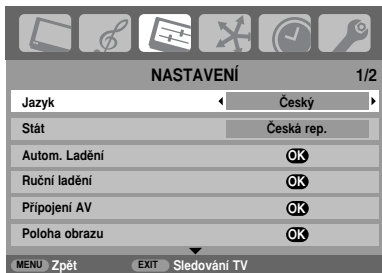 NASTAVENÍ 1/2
Jazyk Český
Stát Česká rep.
Autom. Ladění OK
Ruční ladění OK
Přípojení AV OK
Poloha obrazu OK
MENU Zpět EXIT Sledování TV